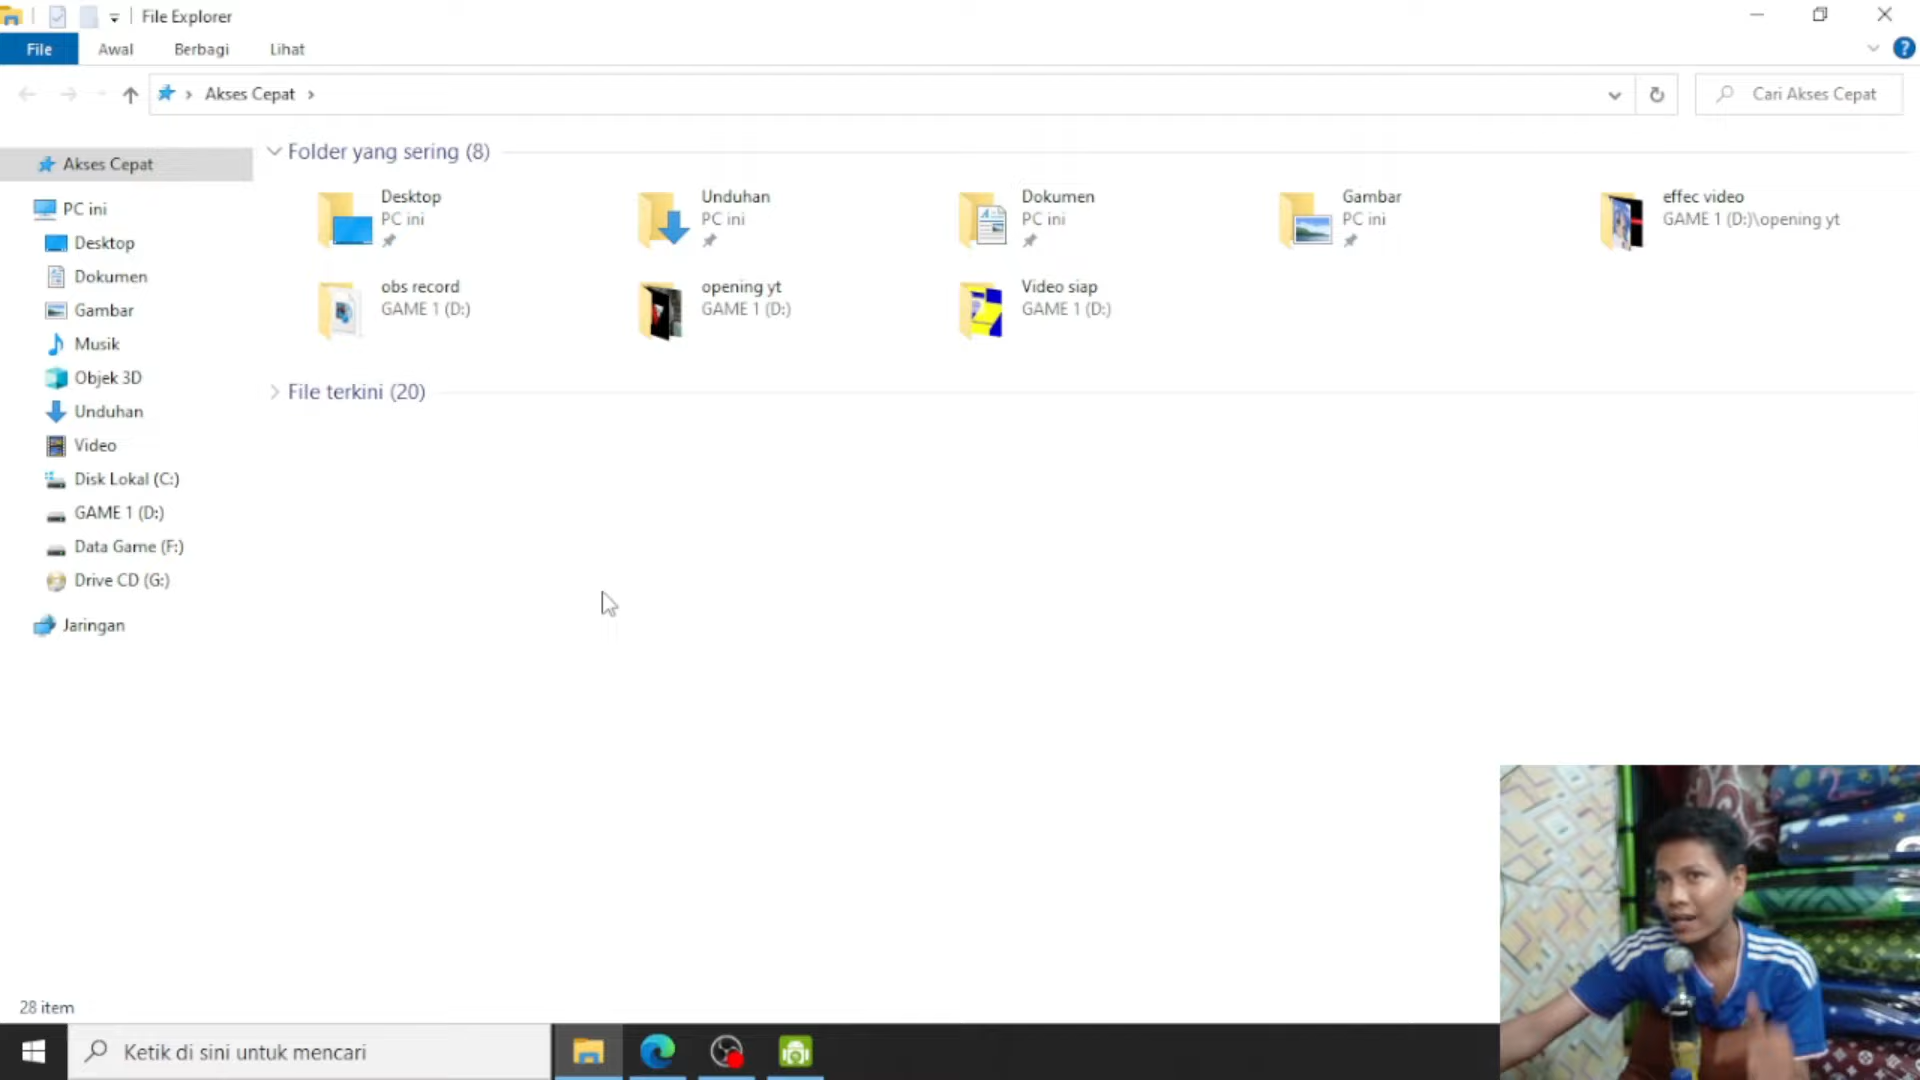 File Explorer
File Awal Berbagi Lihat
Akses Cepat
Cari Akses Cepat
Akses Cepat
PC ini
Desktop
Dokumen
Gambar
Musik
Objek 3D
Unduhan
Video
Disk Lokal (C:)
GAME 1 (D:)
Data Game (F:)
Drive CD (G:)
Jaringan
Folder yang sering (8)
Desktop
PC ini
Unduhan
PC ini
Dokumen
PC ini
Gambar
PC ini
effec video
GAME 1 (D:)\opening yt
obs record
GAME 1 (D:)
opening yt
GAME 1 (D:)
Video siap
GAME 1 (D:)
File terkini (20)
28 item
Ketik di sini untuk mencari